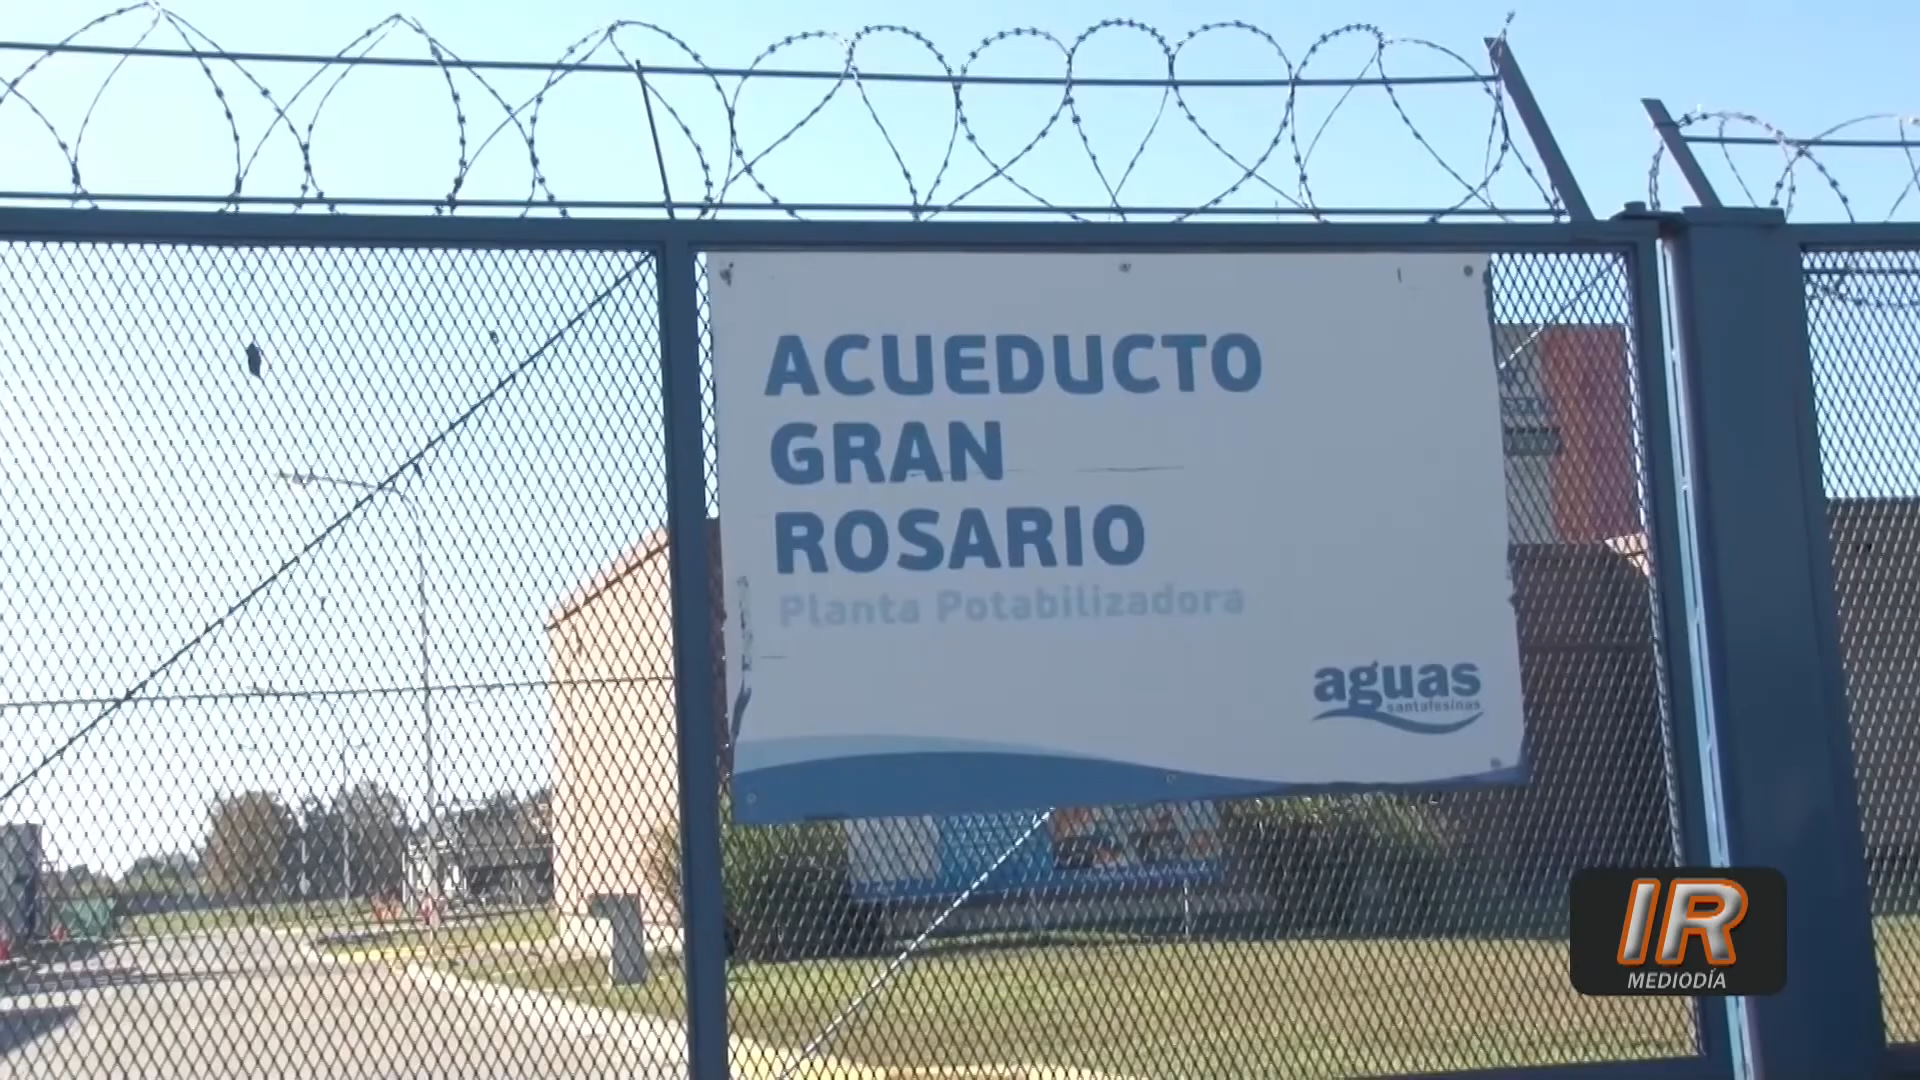 ACUEDUCTO
GRAN
ROSARIO
Planta Potabilizadora
aguas
santafesinas
IR
MEDIODÍA